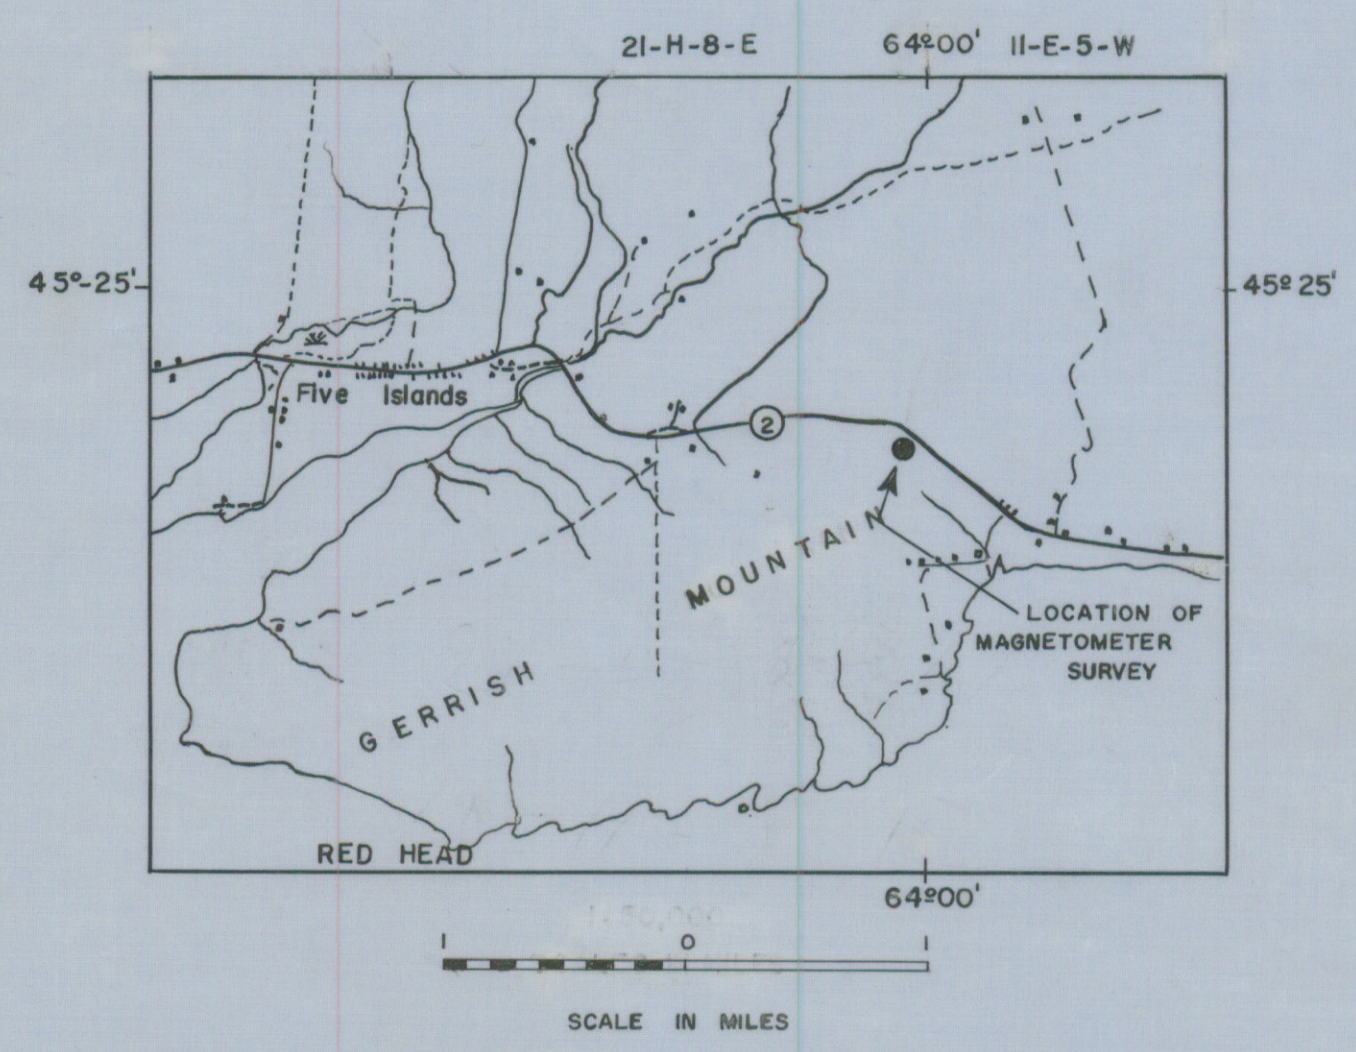 21-H-8-E 64º00' 11-E-5-W
45º-25' 45º 25'
Five Islands
2
MOUNTAIN
LOCATION OF
MAGNETOMETER
SURVEY
GERRISH
RED HEAD
64º00'
1 0 1
SCALE IN MILES